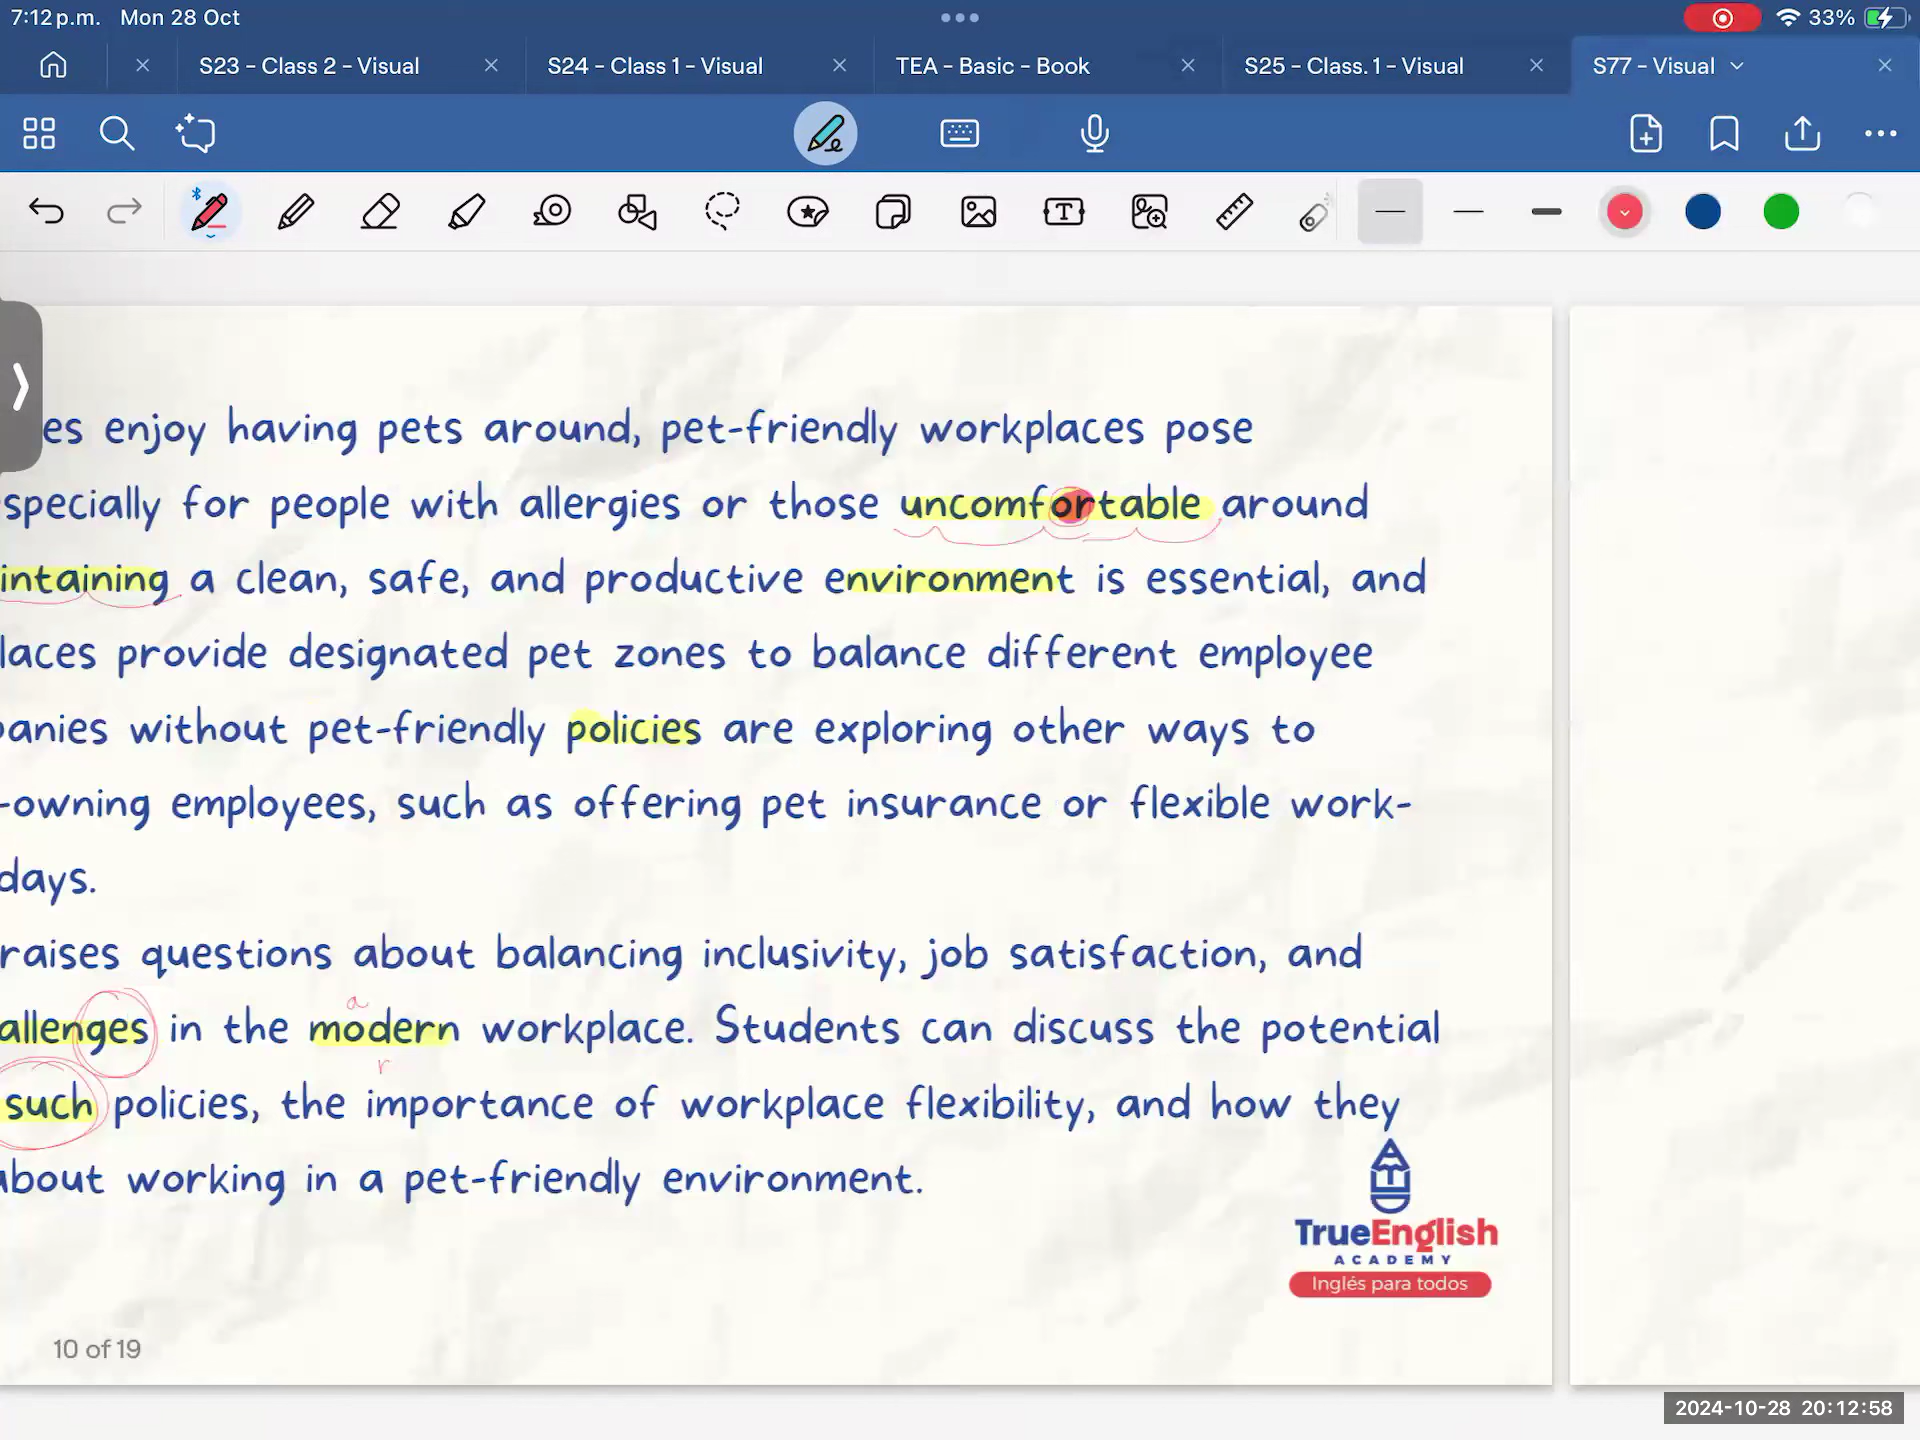 7:12 p.m. Mon 28 Oct
33%
S23 - Class 2 - Visual
S24 - Class 1 - Visual
TEA - Basic - Book
S25 - Class. 1 - Visual
S77 - Visual
es enjoy having pets around, pet-friendly workplaces pose
specially for people with allergies or those uncomfortable around
intaining a clean, safe, and productive environment is essential, and
laces provide designated pet zones to balance different employee
panies without pet-friendly policies are exploring other ways to
-owning employees, such as offering pet insurance or flexible work-
days.
raises questions about balancing inclusivity, job satisfaction, and
a
allenges in the modern workplace. Students can discuss the potential
r
such policies, the importance of workplace flexibility, and how they
about working in a pet-friendly environment.
TrueEnglish
ACADEMY
Inglés para todos
10 of 19
2024-10-28 20:12:58